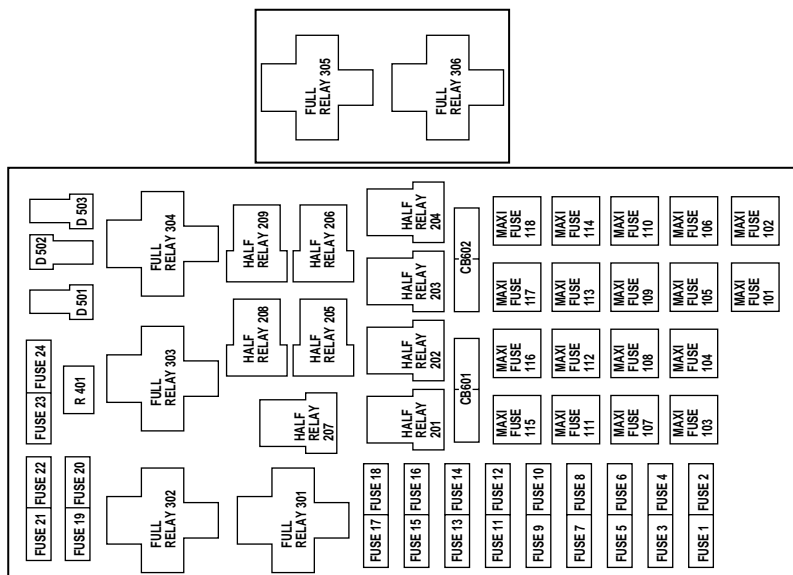 FULL
RELAY 305
FULL
RELAY 306
D 503
D 502
D 501
FULL
RELAY 304
HALF
RELAY 209
HALF
RELAY 206
HALF
RELAY
204
HALF
RELAY
203
CB602
MAXI
FUSE
118
MAXI
FUSE
114
MAXI
FUSE
110
MAXI
FUSE
106
MAXI
FUSE
102
MAXI
FUSE
117
MAXI
FUSE
113
MAXI
FUSE
109
MAXI
FUSE
105
MAXI
FUSE
101
FUSE 24
FUSE 23
R 401
FULL
RELAY 303
HALF
RELAY 208
HALF
RELAY 205
HALF
RELAY
207
HALF
RELAY
202
HALF
RELAY
201
CB601
MAXI
FUSE
116
MAXI
FUSE
112
MAXI
FUSE
108
MAXI
FUSE
104
MAXI
FUSE
115
MAXI
FUSE
111
MAXI
FUSE
107
MAXI
FUSE
103
FUSE 22
FUSE 21
FUSE 20
FUSE 19
FULL
RELAY 302
FULL
RELAY 301
FUSE 18
FUSE 17
FUSE 16
FUSE 15
FUSE 14
FUSE 13
FUSE 12
FUSE 11
FUSE 10
FUSE 9
FUSE 8
FUSE 7
FUSE 6
FUSE 5
FUSE 4
FUSE 3
FUSE 2
FUSE 1